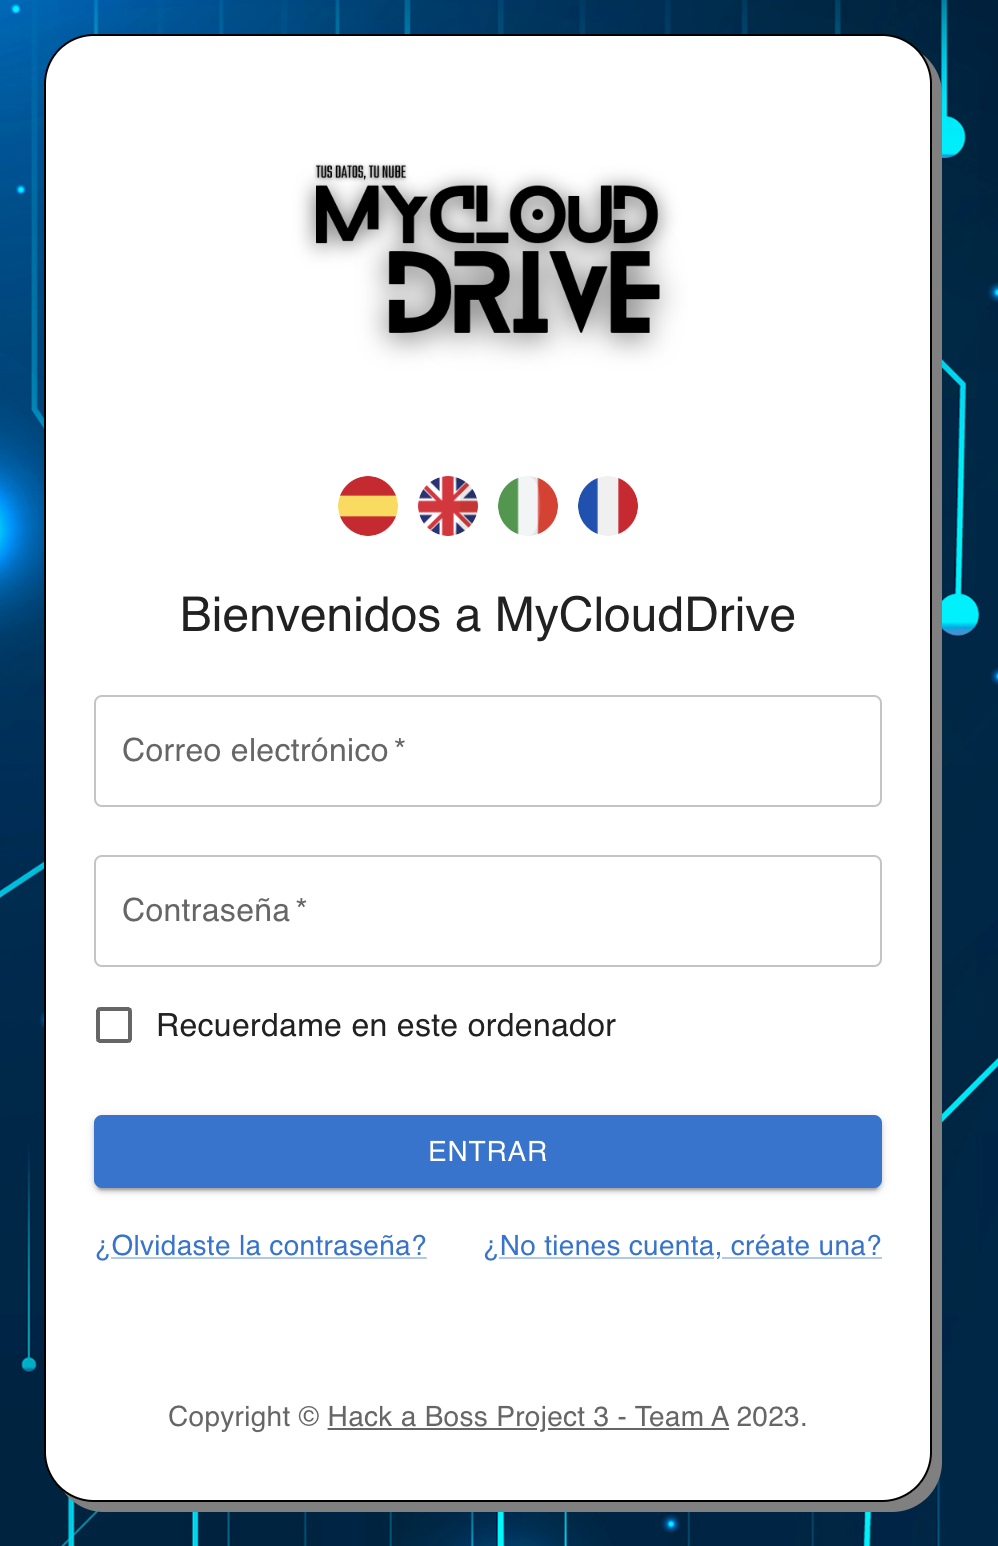 TUS DATOS, TU NUBE
MYCLOUD
DRIVE
Bienvenidos a MyCloudDrive
Correo electrónico *
Contraseña *
Recuerdame en este ordenador
ENTRAR
¿Olvidaste la contraseña? ¿No tienes cuenta, créate una?
Copyright © Hack a Boss Project 3 - Team A 2023.